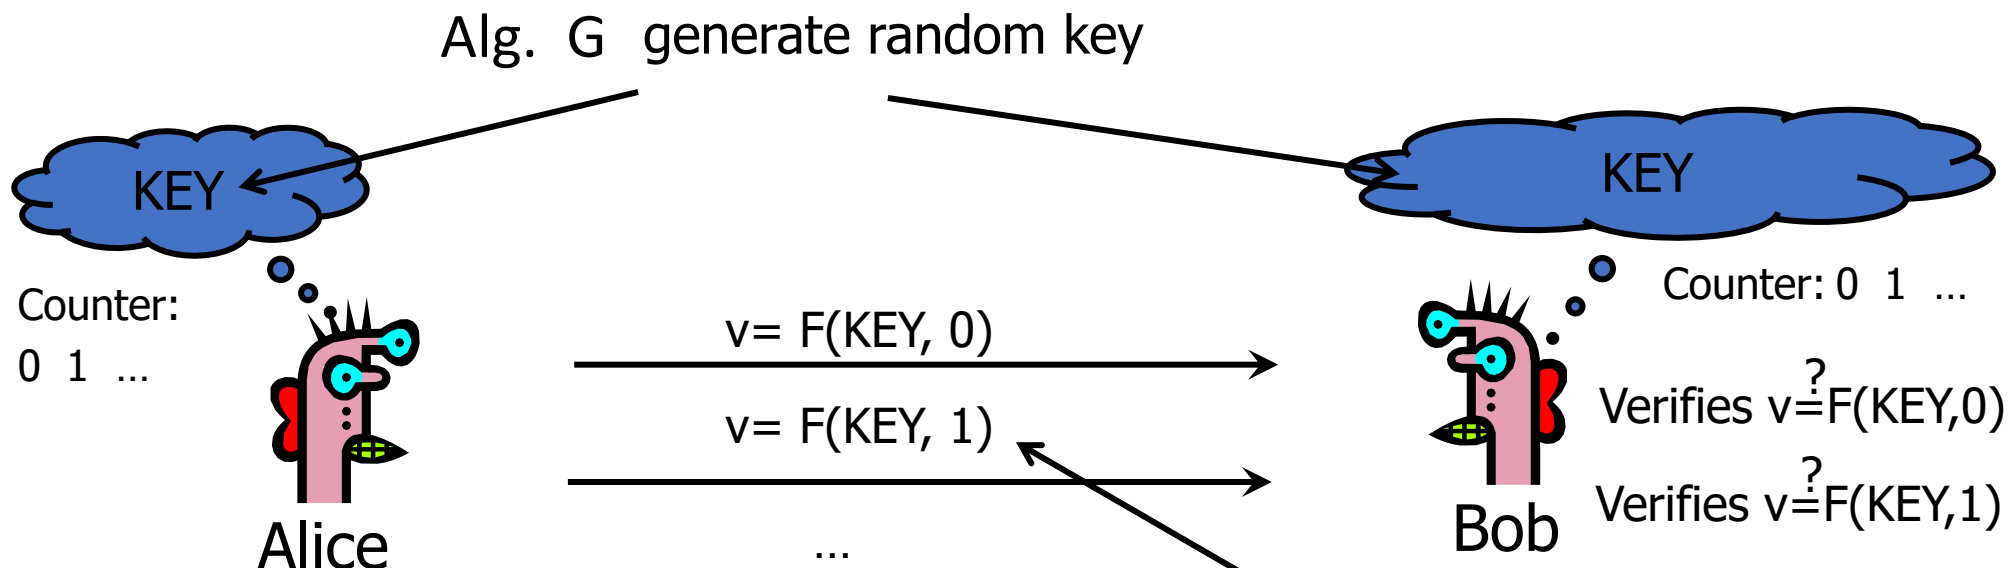 Alg. G generate random key
KEY
KEY
Counter:
0 1 ...
Counter: 0 1 ...
v= F(KEY, 0)
v= F(KEY, 1)
...
?
Verifies v=F(KEY,0)
?
Verifies v=F(KEY,1)
Alice
Bob